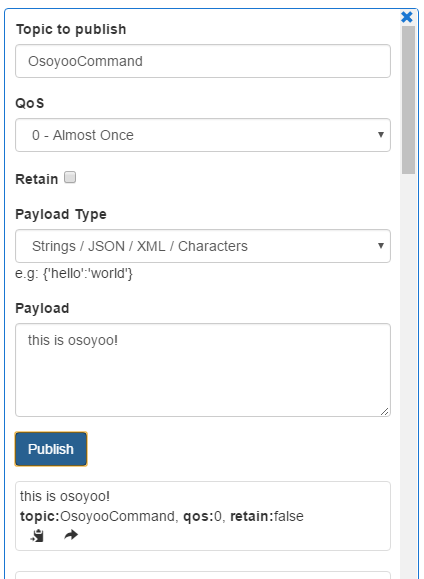 Topic to publish
OsoyooCommand
QoS
0 - Almost Once
Retain
Payload Type
Strings / JSON / XML / Characters
e.g: {'hello':'world'}
Payload
this is osoyoo!
Publish
this is osoyoo!
topic:OsoyooCommand, qos:0, retain:false